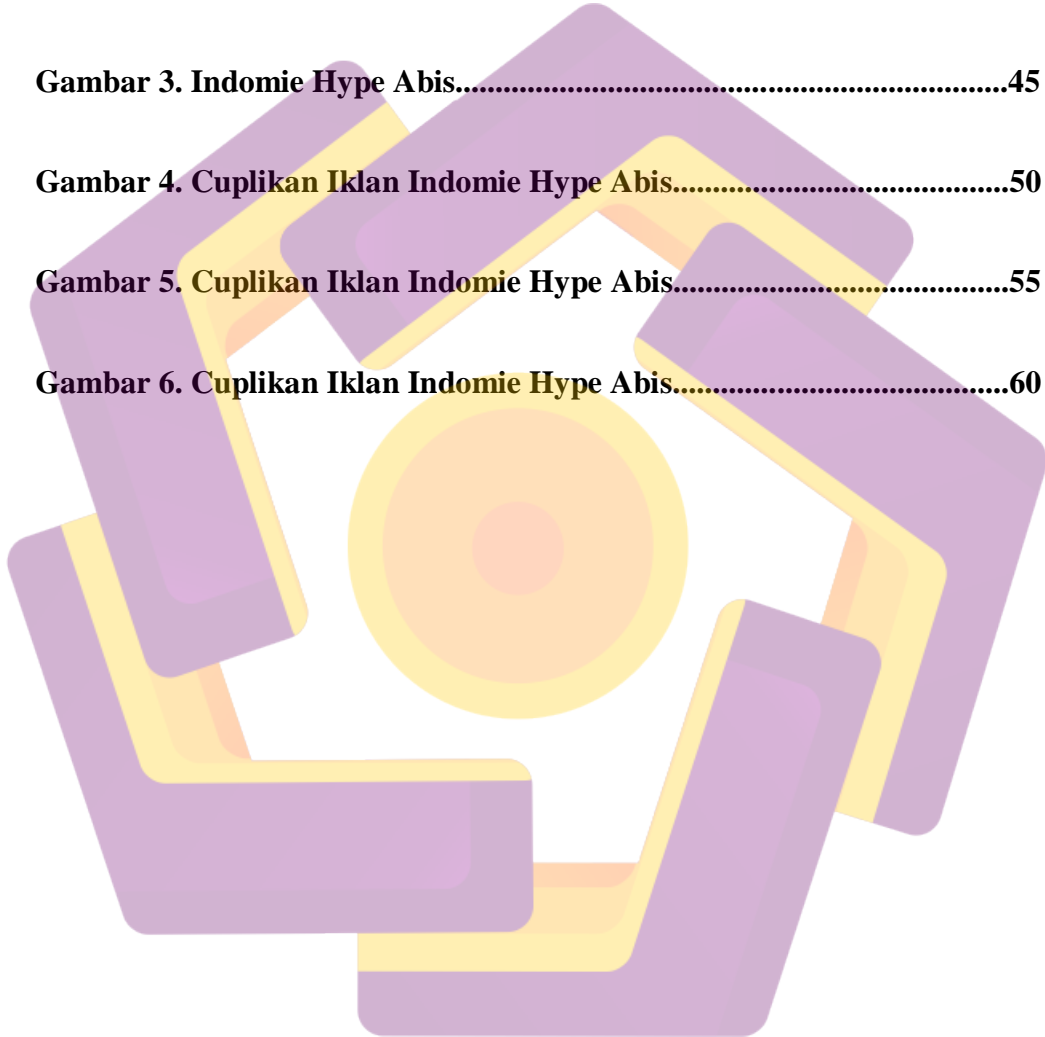 Gambar 3. Indomie Hype Abis.....................................................................45
Gambar 4. Cuplikan Iklan Indomie Hype Abis..........................................50
Gambar 5. Cuplikan Iklan Indomie Hype Abis..........................................55
Gambar 6. Cuplikan Iklan Indomie Hype Abis..........................................60